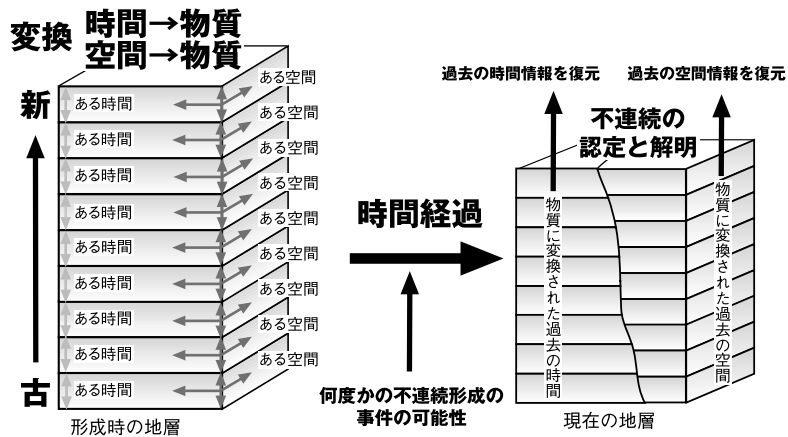 変換
時間→物質
空間→物質
新
古
ある時間
ある時間
ある時間
ある時間
ある時間
ある時間
ある時間
ある時間
ある時間
ある空間
ある空間
ある空間
ある空間
ある空間
ある空間
ある空間
ある空間
ある空間
形成時の地層
時間経過
何度かの不連続形成の
事件の可能性
過去の時間情報を復元
過去の空間情報を復元
不連続の
認定と解明
物質に変換された過去の時間
物質に変換された過去の空間
現在の地層